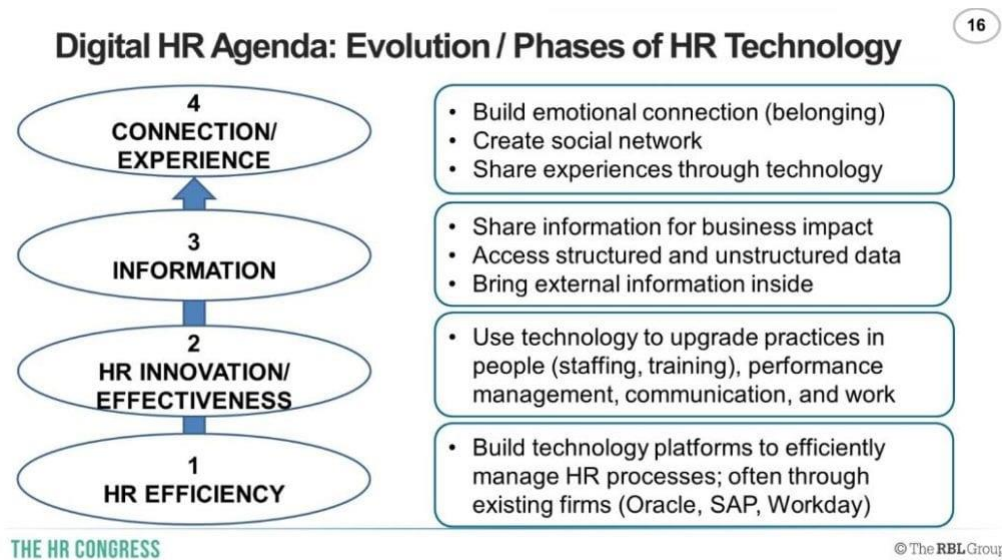 16
Digital HR Agenda: Evolution / Phases of HR Technology
4
CONNECTION/
EXPERIENCE
• Build emotional connection (belonging)
• Create social network
• Share experiences through technology
3
INFORMATION
• Share information for business impact
• Access structured and unstructured data
• Bring external information inside
2
HR INNOVATION/
EFFECTIVENESS
• Use technology to upgrade practices in
people (staffing, training), performance
management, communication, and work
1
HR EFFICIENCY
• Build technology platforms to efficiently
manage HR processes; often through
existing firms (Oracle, SAP, Workday)
THE HR CONGRESS
© The RBL Group